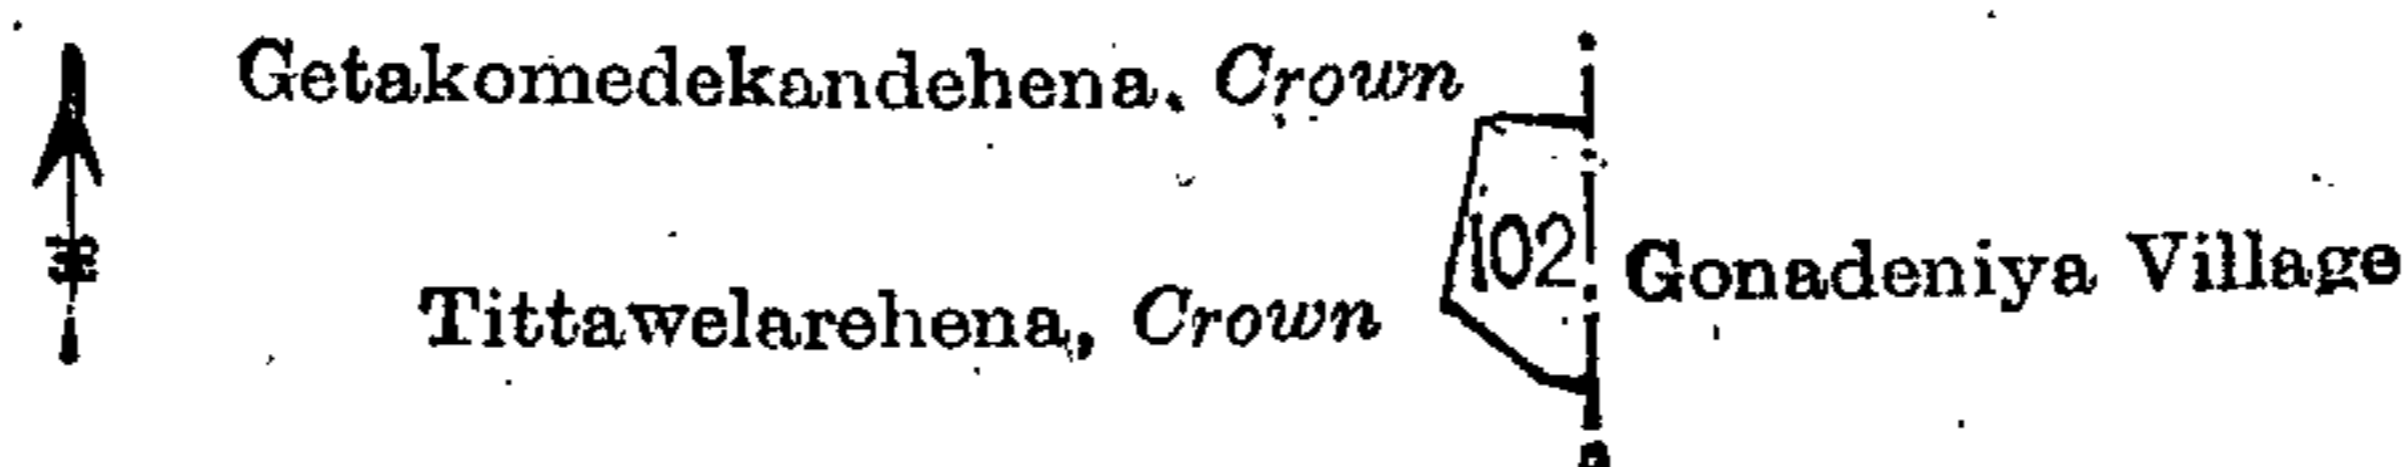 Getakomedekandehena, Crown
102
Gonadeniya Village
Tittawelarehena, Crown